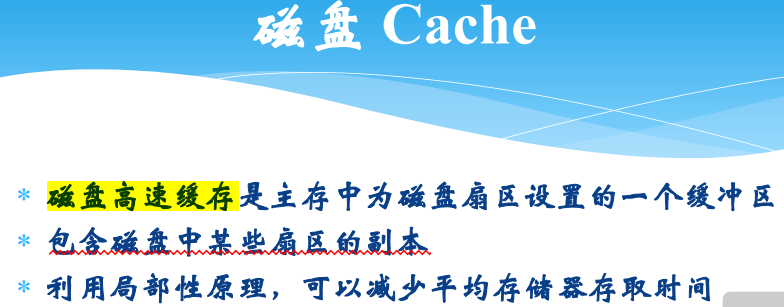 磁盘 Cache
* 磁盘高速缓存是主存中为磁盘扇区设置的一个缓冲区
* 包含磁盘中某些扇区的副本
* 利用局部性原理，可以减少平均存储器存取时间